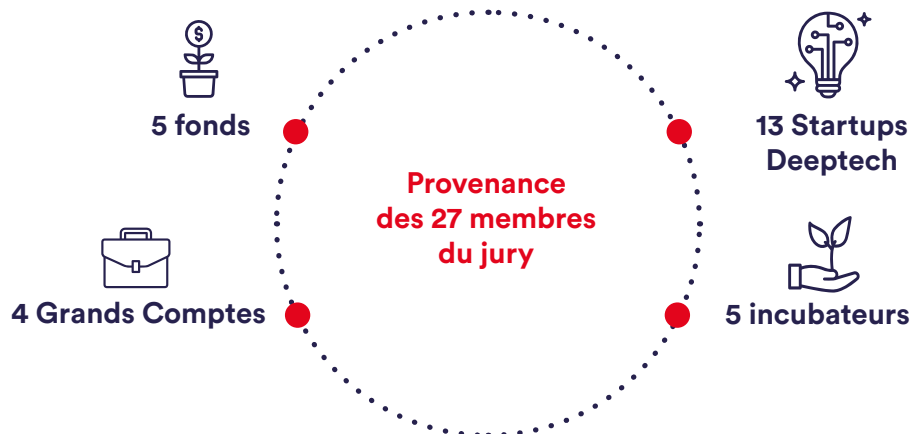 5 fonds
13 Startups
Deeptech
Provenance
des 27 membres
du jury
4 Grands Comptes
5 incubateurs